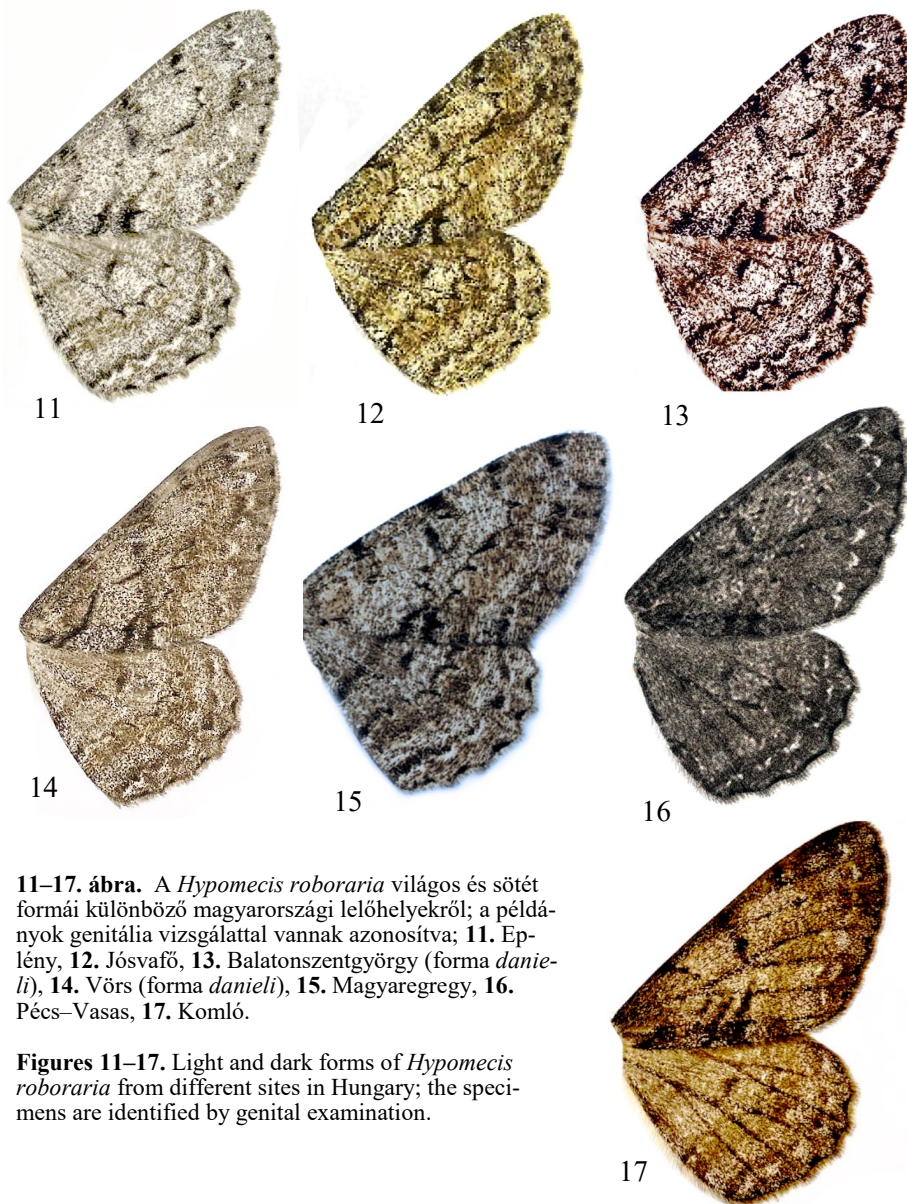 11
12
13
14
15
16
11–17. ábra. A Hypomecis roboraria világos és sötét
formái különböző magyarországi lelőhelyekről; a példá-
nyok genitália vizsgálattal vannak azonosítva; 11. Ep-
lény, 12. Jósvafő, 13. Balatonszentgyörgy (forma danie-
li), 14. Vörs (forma danieli), 15. Magyaregregy, 16.
Pécs–Vasas, 17. Komló.
Figures 11–17. Light and dark forms of Hypomecis
roboraria from different sites in Hungary; the speci-
mens are identified by genital examination.
17